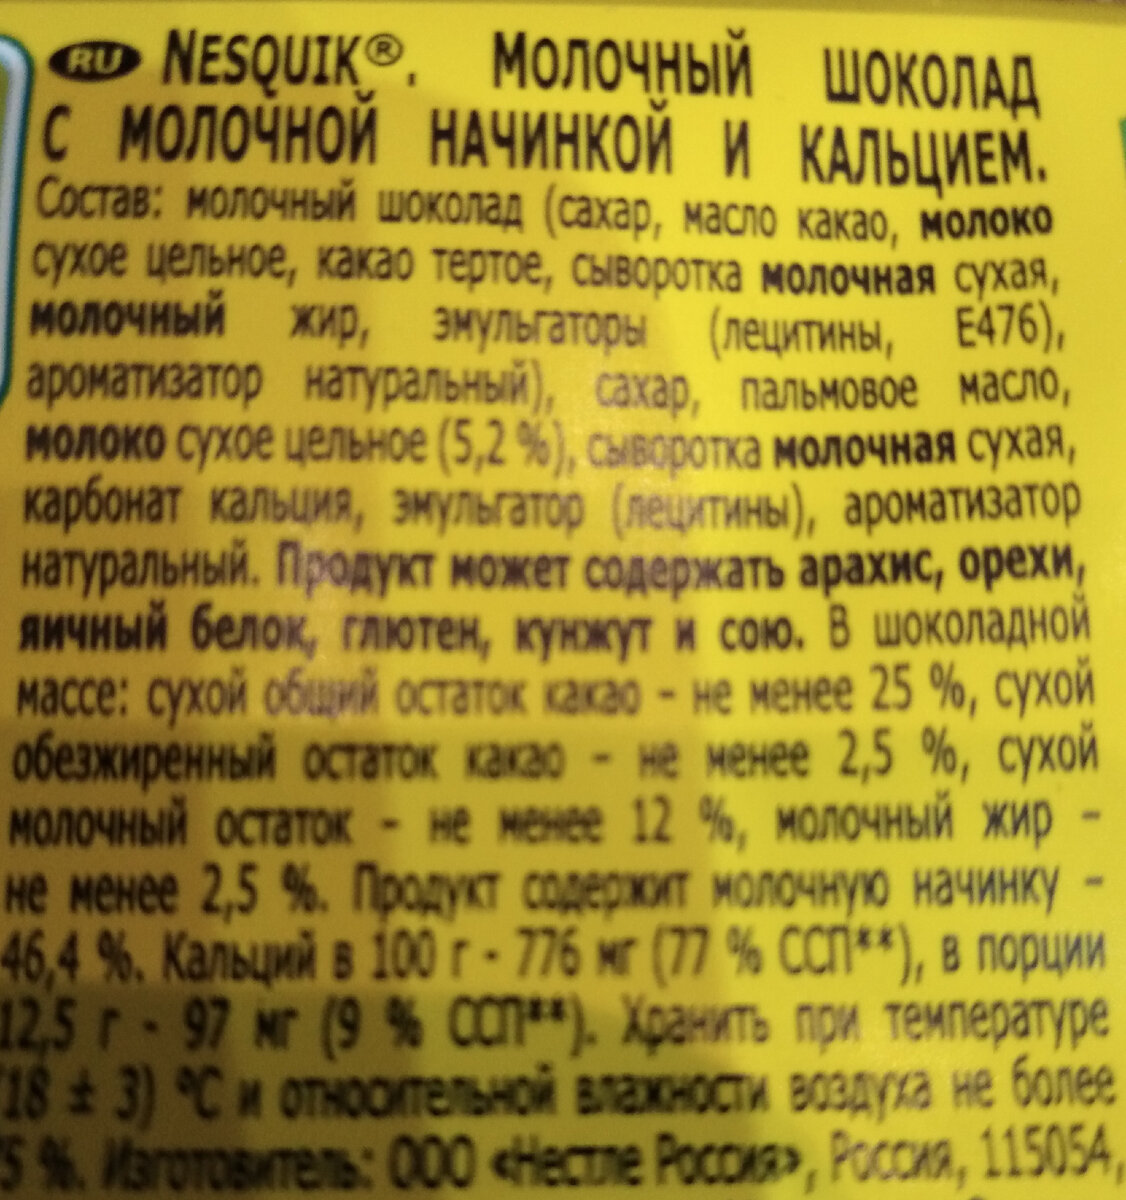 RU NESQUIK®. МОЛОЧНЫЙ ШОКОЛАД
С МОЛОЧНОЙ НАЧИНКОЙ И КАЛЬЦИЕМ.
Состав: молочный шоколад (сахар, масло какао, молоко
сухое цельное, какао тертое, сыворотка молочная сухая,
молочный жир, эмульгаторы (лецитины, Е476),
ароматизатор натуральный), сахар, пальмовое масло,
молоко сухое цельное (5,2 %), сыворотка молочная сухая,
карбонат кальция, эмульгатор (лецитины), ароматизатор
натуральный. Продукт может содержать арахис, орехи,
яичный белок, глютен, кунжут и сою. В шоколадной
массе: сухой общий остаток какао - не менее 25 %, сухой
обезжиренный остаток какао - не менее 2,5 %, сухой
молочный остаток - не менее 12 %, молочный жир -
не менее 2,5 %. Продукт содержит молочную начинку -
46,4 %. Кальций в 100 г - 776 мг (77 % ССП**), в порции
12,5 г - 97 мг (9 % ССП**). Хранить при температуре
(18 ± 3) °С и относительной влажности воздуха не более
5 %. Изготовитель: ООО «Нестле Россия», Россия, 115054,